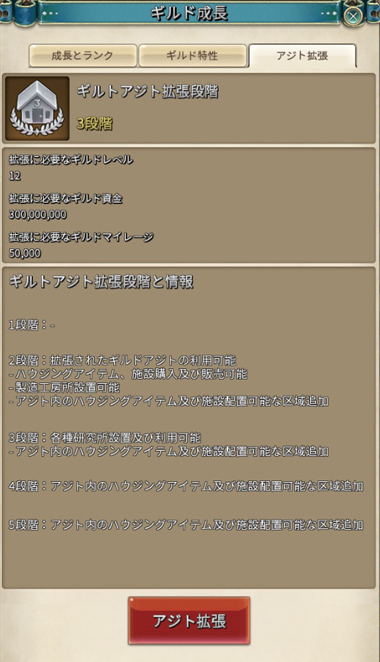 ギルド成長
成長とランク
ギルド特性
アジト拡張
3
ギルトアジト拡張段階
3段階
拡張に必要なギルドレベル
12
拡張に必要なギルド資金
300,000,000
拡張に必要なギルドマイレージ
50,000
ギルトアジト拡張段階と情報
1段階：-
2段階：拡張されたギルドアジトの利用可能
- ハウジングアイテム、施設購入及び販売可能
- 製造工房所設置可能
- アジト内のハウジングアイテム及び施設配置可能な区域追加
3段階：各種研究所設置及び利用可能
- アジト内のハウジングアイテム及び施設配置可能な区域追加
4段階：アジト内のハウジングアイテム及び施設配置可能な区域追加
5段階：アジト内のハウジングアイテム及び施設配置可能な区域追加
アジト拡張